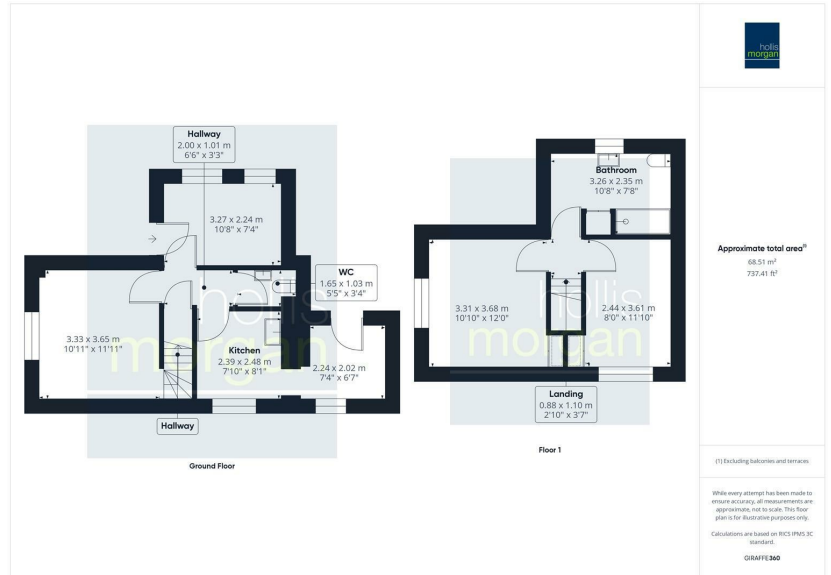 Hallway
2.00 x 1.01 m
6'6" x 3'3"
3.27 x 2.24 m
10'8" x 7'4"
WC
1.65 x 1.03 m
5'5" x 3'4"
3.33 x 3.65 m
10'11" x 11'11"
Kitchen
2.39 x 2.48 m
7'10" x 8'1"
2.24 x 2.02 m
7'4" x 6'7"
Hallway
Ground Floor
hollis
morgan
Bathroom
3.26 x 2.35 m
10'8" x 7'8"
3.31 x 3.68 m
10'10" x 12'0"
2.44 x 3.61 m
8'0" x 11'10"
Landing
0.88 x 1.10 m
2'10" x 3'7"
Floor 1
hollis
morgan
hollis
morgan
Approximate total area⁽¹⁾
68.51 m²
737.41 ft²
(1) Excluding balconies and terraces
While every attempt has been made to
ensure accuracy, all measurements are
approximate, not to scale. This floor
plan is for illustrative purposes only.
Calculations are based on RICS IPMS 3C
standard.
GIRAFFE360